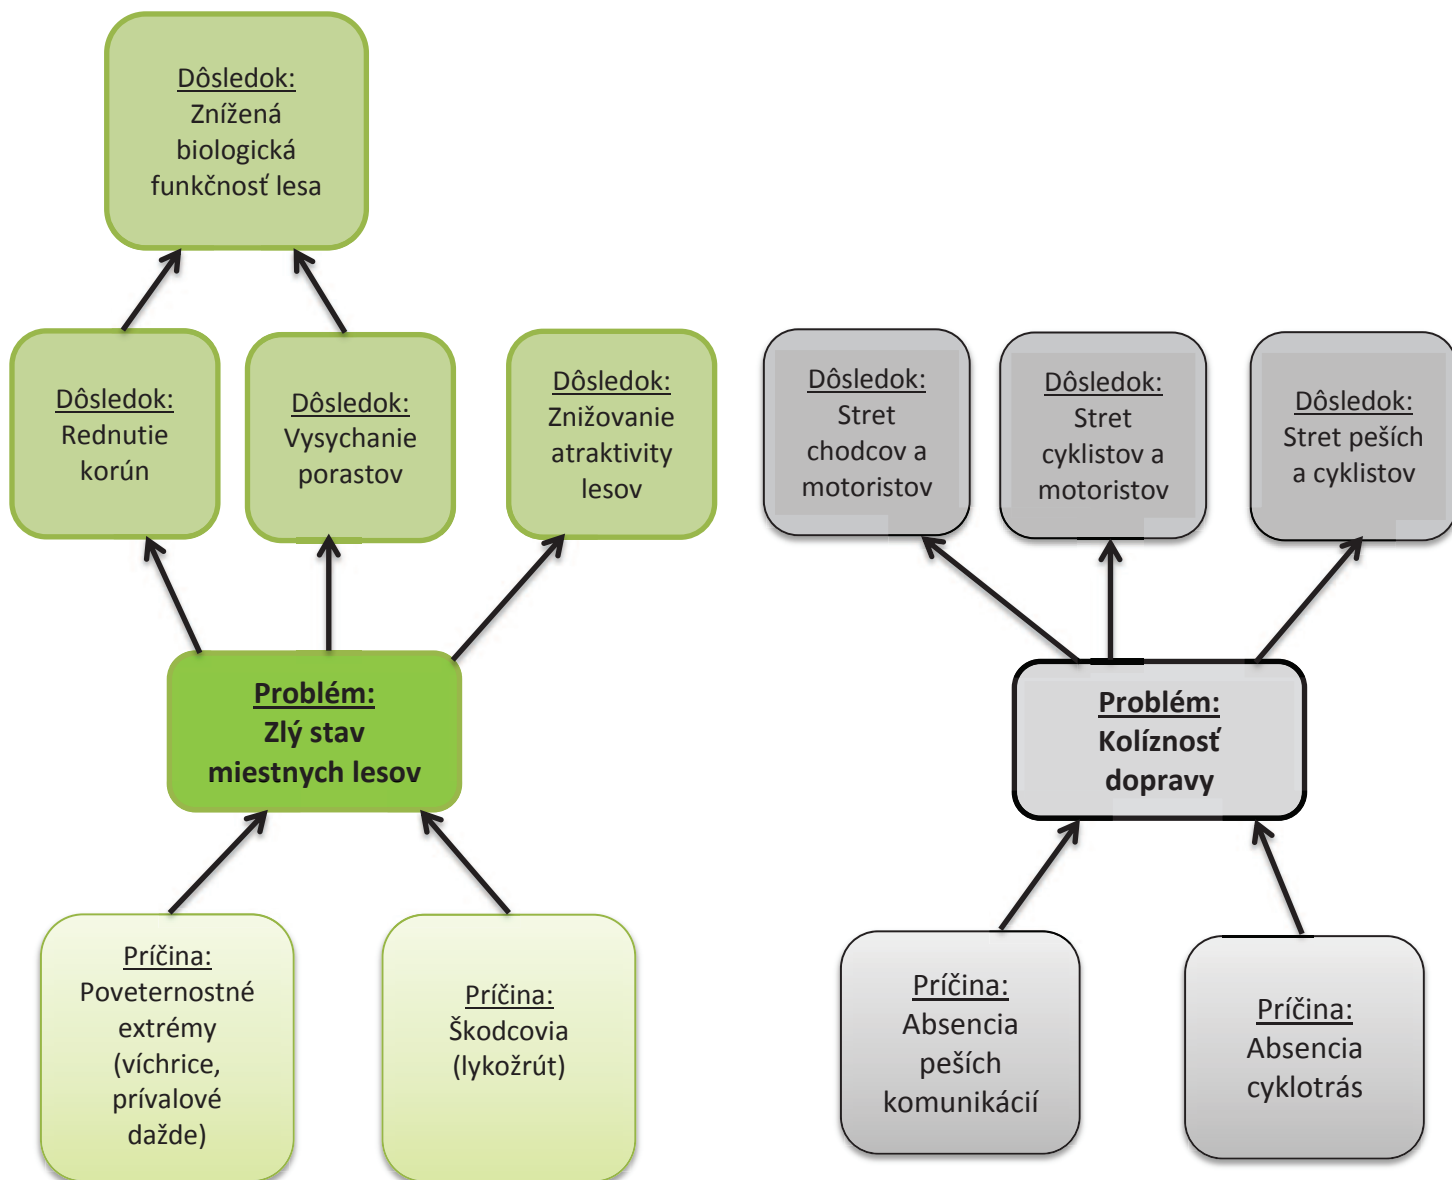 Dôsledok:
Znížená
biologická
funkčnosť lesa
Dôsledok:
Rednutie
korún
Dôsledok:
Vysychanie
porastov
Dôsledok:
Znižovanie
atraktivity
lesov
Problém:
Zlý stav
miestnych lesov
Príčina:
Poveternostné
extrémy
(víchrice,
prívalové
dažde)
Príčina:
Škodcovia
(lykožrút)
Dôsledok:
Stret
chodcov a
motoristov
Dôsledok:
Stret
cyklistov a
motoristov
Dôsledok:
Stret peších
a cyklistov
Problém:
Kolíznosť
dopravy
Príčina:
Absencia
peších
komunikácií
Príčina:
Absencia
cyklotrás